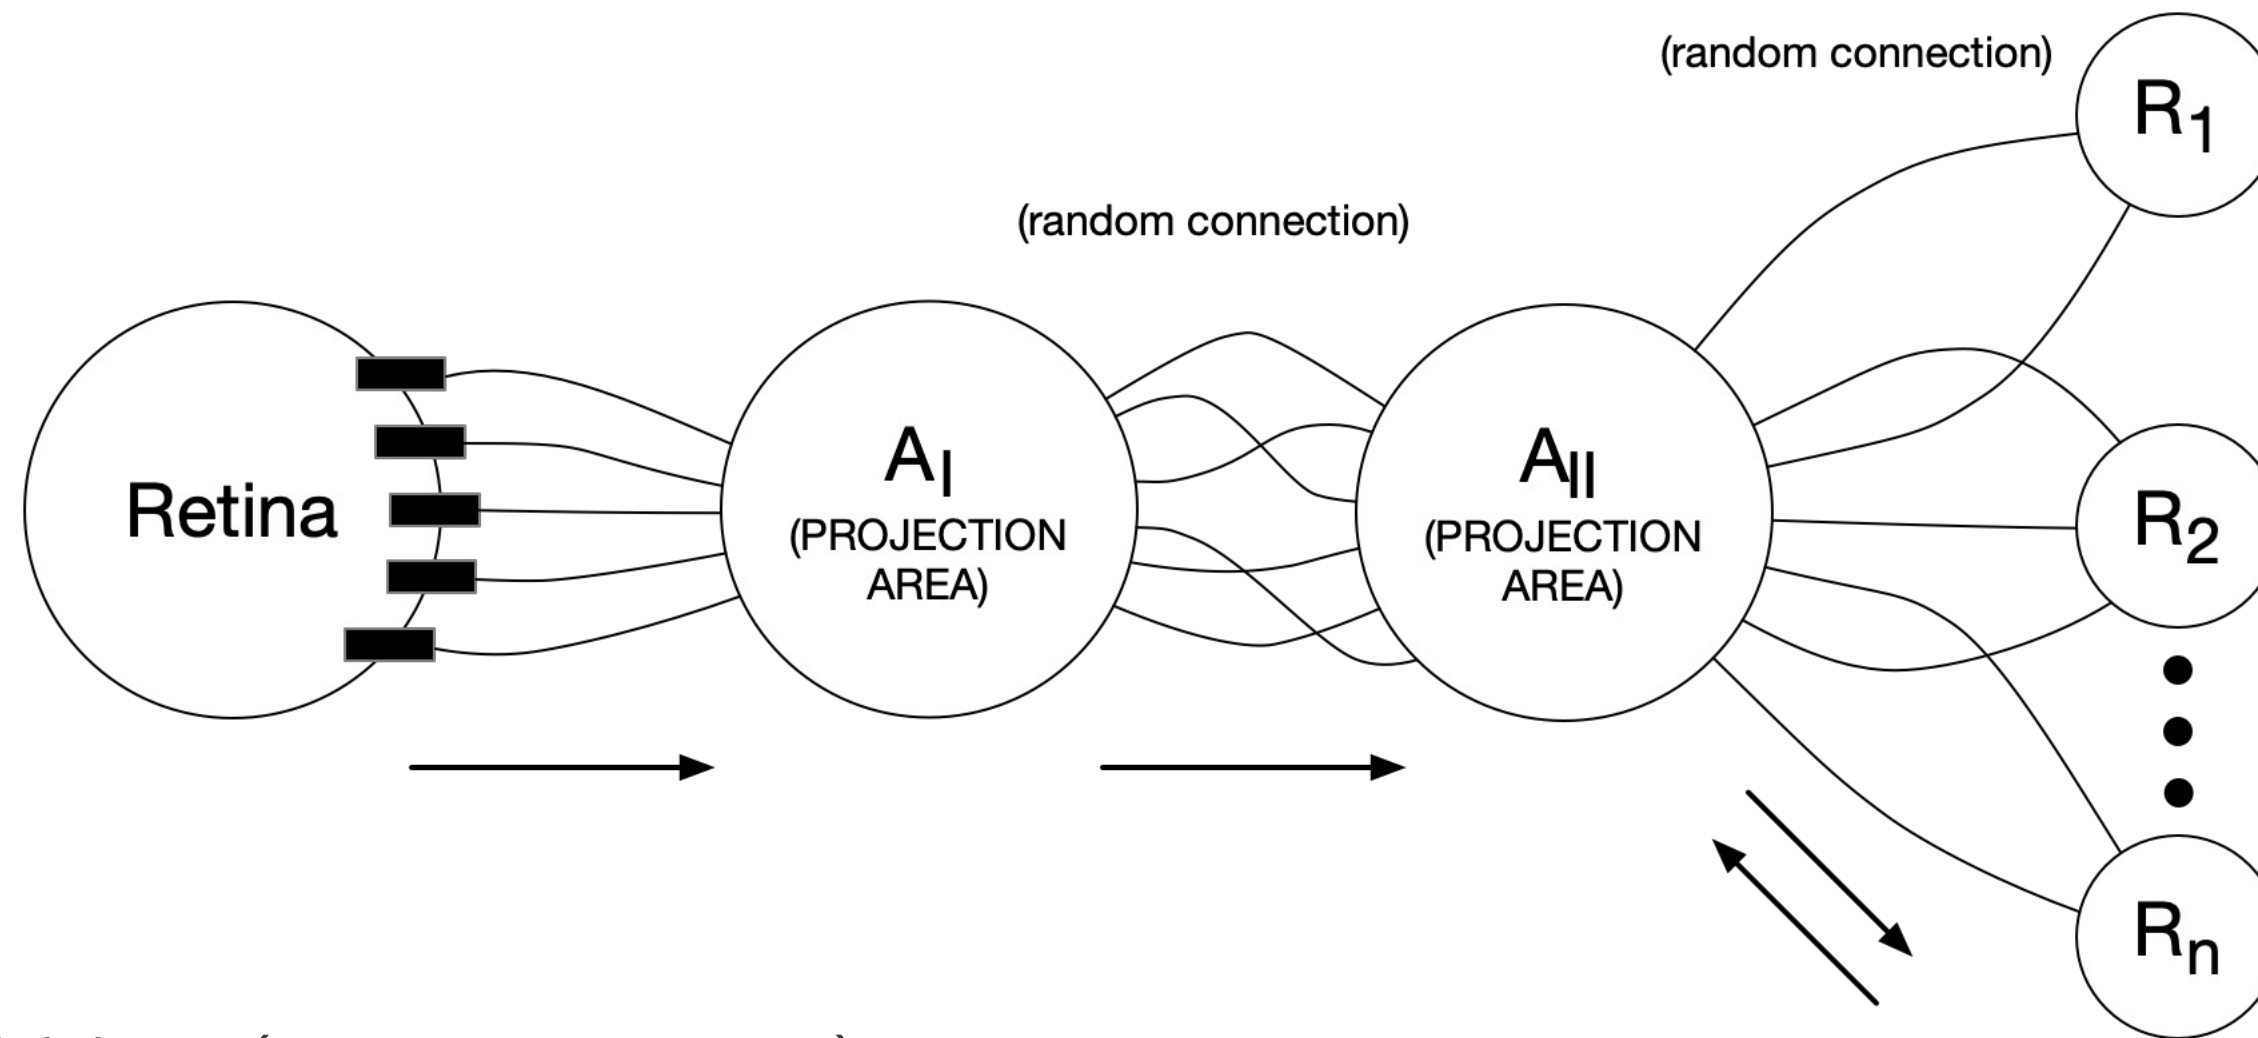 (random connection)
R1
(random connection)
Retina
AI
(PROJECTION
AREA)
AII
(PROJECTION
AREA)
R2
Rn